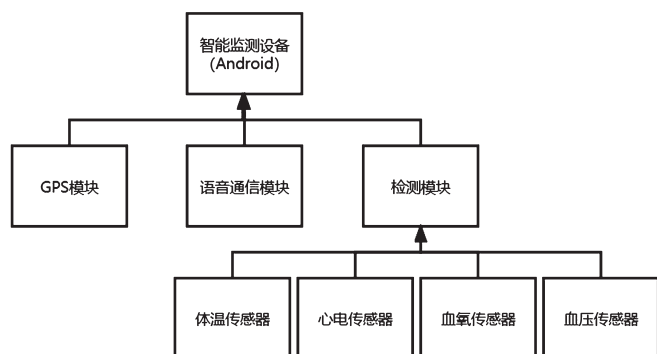 智能监测设备
(Android)
GPS模块
语音通信模块
检测模块
体温传感器
心电传感器
血氧传感器
血压传感器